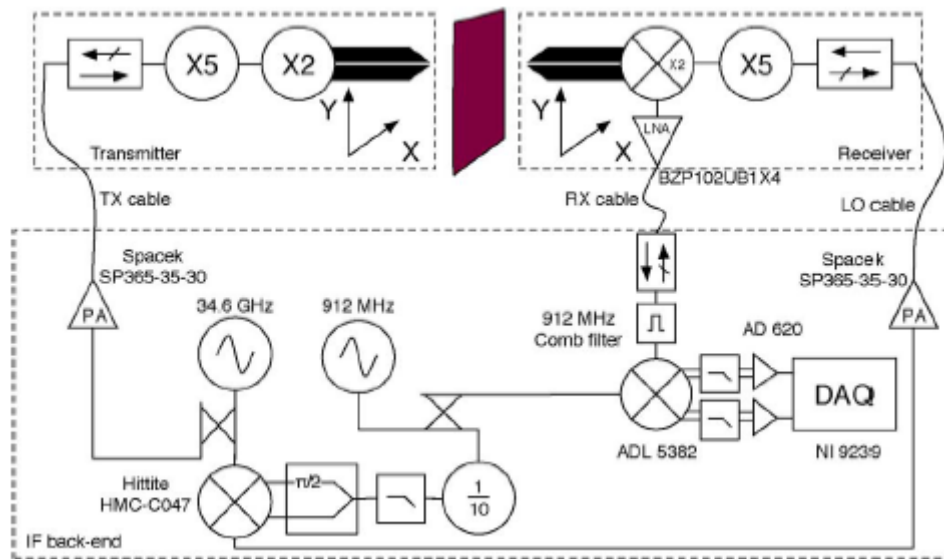 X5
X2
Y
X
Transmitter
Y
X
X2
X5
LNA
Receiver
BZP102UB1X4
TX cable
RX cable
LO cable
Spacek
SP365-35-30
PA
34.6 GHz
912 MHz
912 MHz
Comb filter
AD 620
Spacek
SP365-35-30
PA
DAQ
ADL 5382
NI 9239
Hittite
HMC-C047
π/2
1
10
IF back-end